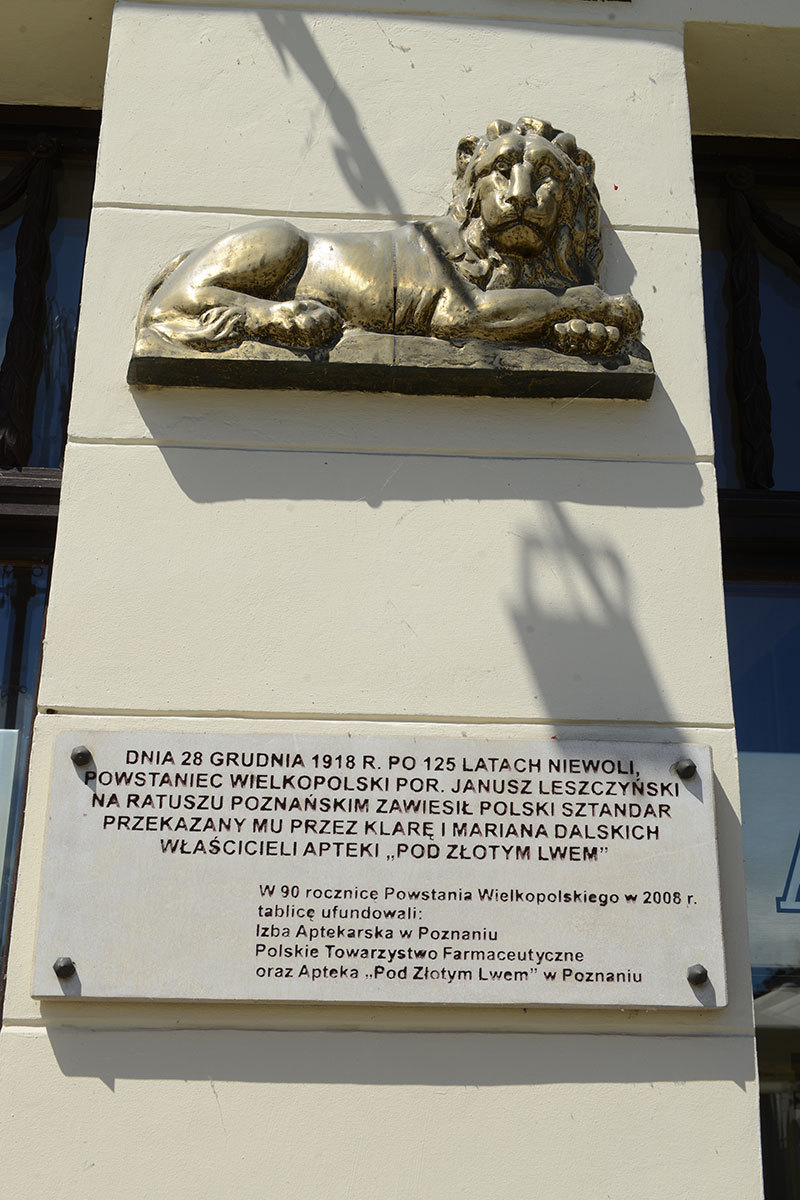 DNIA 28 GRUDNIA 1918 R. PO 125 LATACH NIEWOLI,
POWSTANIEC WIELKOPOLSKI POR. JANUSZ LESZCZYŃSKI
NA RATUSZU POZNAŃSKIM ZAWIESIŁ POLSKI SZTANDAR
PRZEKAZANY MU PRZEZ KLARĘ I MARIANA DALSKICH
WŁAŚCICIELI APTEKI „POD ZŁOTYM LWEM”
W 90 rocznicę Powstania Wielkopolskiego w 2008 r.
tablicę ufundowali:
Izba Aptekarska w Poznaniu
Polskie Towarzystwo Farmaceutyczne
oraz Apteka „Pod Złotym Lwem” w Poznaniu